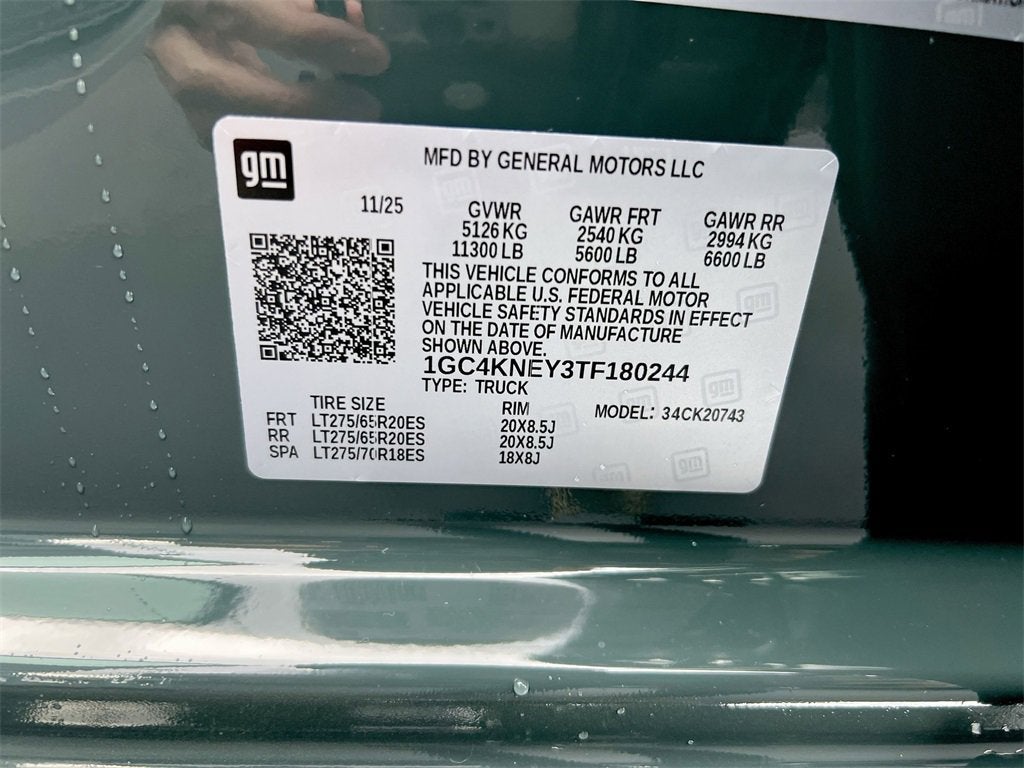 gm
MFD BY GENERAL MOTORS LLC
11/25
GVWR GAWR FRT GAWR RR
5126 KG 2540 KG 2994 KG
11300 LB 5600 LB 6600 LB
THIS VEHICLE CONFORMS TO ALL
APPLICABLE U.S. FEDERAL MOTOR
VEHICLE SAFETY STANDARDS IN EFFECT
ON THE DATE OF MANUFACTURE
SHOWN ABOVE.
1GC4KNEY3TF180244
TYPE: TRUCK
TIRE SIZE RIM MODEL: 34CK20743
FRT LT275/65R20ES 20X8.5J
RR LT275/65R20ES 20X8.5J
SPA LT275/70R18ES 18X8J